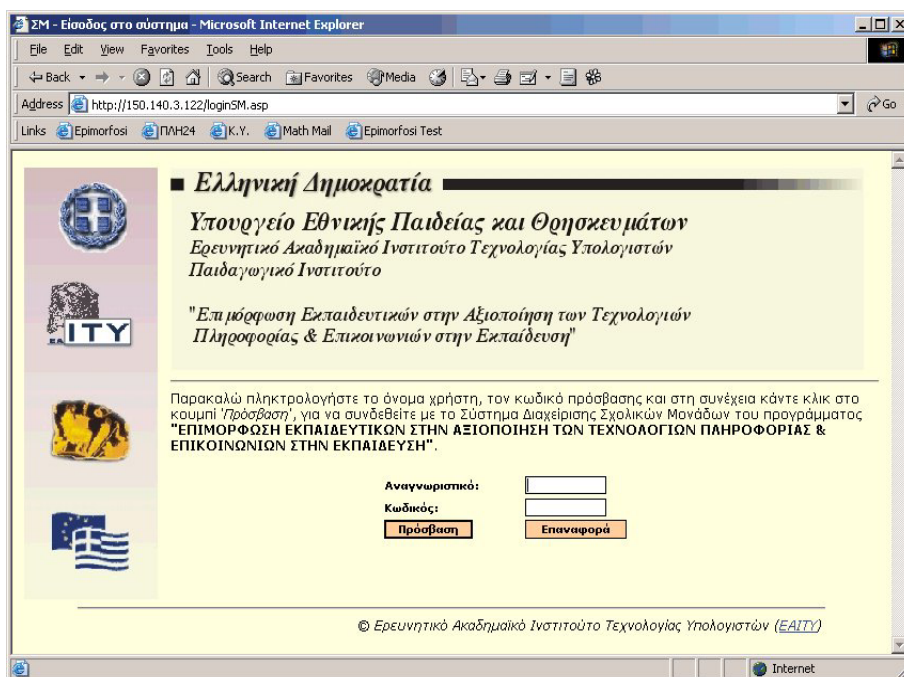 ΣΜ - Είσοδος στο σύστημα - Microsoft Internet Explorer
File Edit View Favorites Tools Help
Back Search Favorites Media
Address http://150.140.3.122/loginSM.asp Go
Links Epimorfosi ΠΛΗ24 Κ.Υ. Math Mail Epimorfosi Test
Ελληνική Δημοκρατία
Υπουργείο Εθνικής Παιδείας και Θρησκευμάτων
Ερευνητικό Ακαδημαϊκό Ινστιτούτο Τεχνολογίας Υπολογιστών
Παιδαγωγικό Ινστιτούτο
"Επιμόρφωση Εκπαιδευτικών στην Αξιοποίηση των Τεχνολογιών
Πληροφορίας & Επικοινωνιών στην Εκπαίδευση"
ΕΑ ΙΤΥ
Παρακαλώ πληκτρολογήστε το όνομα χρήστη, τον κωδικό πρόσβασης και στη συνέχεια κάντε κλικ στο
κουμπί 'Πρόσβαση', για να συνδεθείτε με το Σύστημα Διαχείρισης Σχολικών Μονάδων του προγράμματος
"ΕΠΙΜΟΡΦΩΣΗ ΕΚΠΑΙΔΕΥΤΙΚΩΝ ΣΤΗΝ ΑΞΙΟΠΟΙΗΣΗ ΤΩΝ ΤΕΧΝΟΛΟΓΙΩΝ ΠΛΗΡΟΦΟΡΙΑΣ &
ΕΠΙΚΟΙΝΩΝΙΩΝ ΣΤΗΝ ΕΚΠΑΙΔΕΥΣΗ".
Αναγνωριστικό:
Κωδικός:
Πρόσβαση Επαναφορά
© Ερευνητικό Ακαδημαϊκό Ινστιτούτο Τεχνολογίας Υπολογιστών (ΕΑΙΤΥ)
Internet